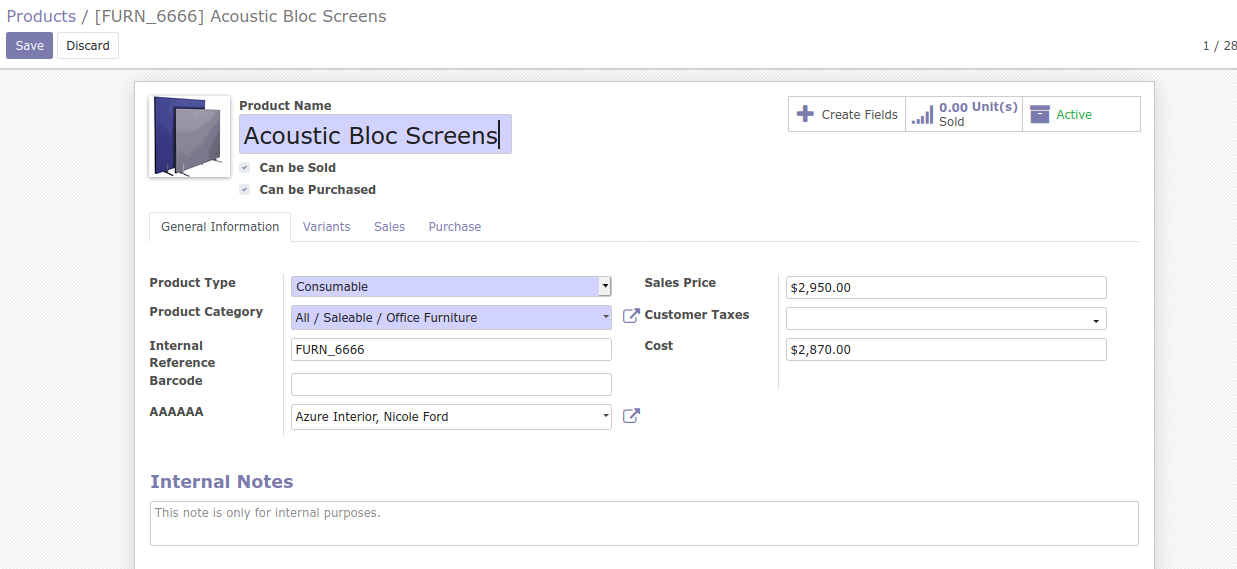 Products / [FURN_6666] Acoustic Bloc Screens
Save Discard
1 / 28
Product Name
Acoustic Bloc Screens
Can be Sold
Can be Purchased
Create Fields
0.00 Unit(s)
Sold
Active
General Information Variants Sales Purchase
Product Type
Consumable
Product Category
All / Saleable / Office Furniture
Internal
Reference
FURN_6666
Barcode
AAAAAA
Azure Interior, Nicole Ford
Sales Price
$2,950.00
Customer Taxes
Cost
$2,870.00
Internal Notes
This note is only for internal purposes.